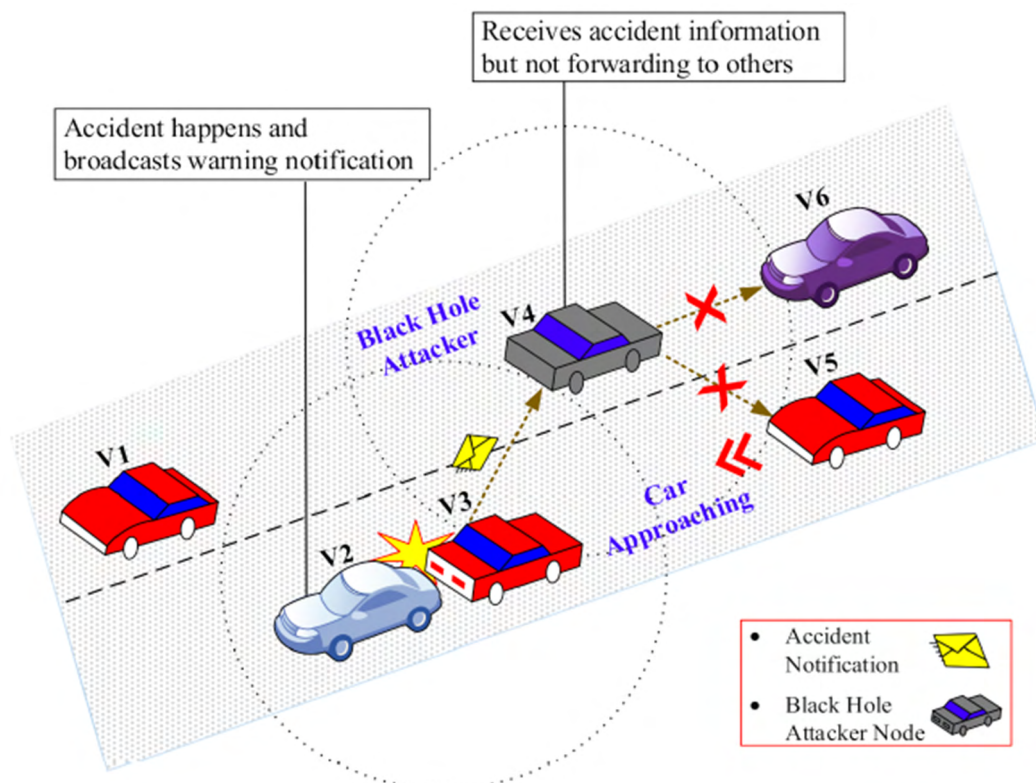 Receives accident information
but not forwarding to others
Accident happens and
broadcasts warning notification
V6
Black Hole
Attacker
V4
V5
V1
V3
Car
Approaching
V2
• Accident
Notification
• Black Hole
Attacker Node